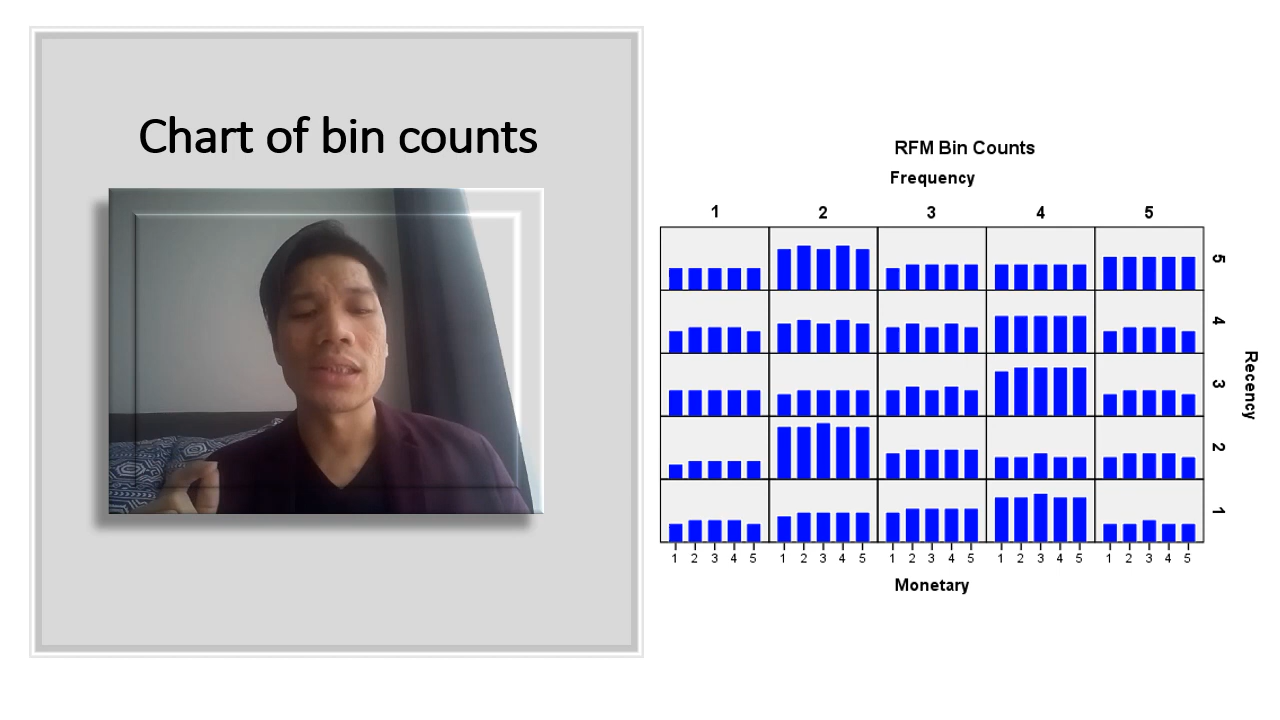 Chart of bin counts
RFM Bin Counts
Frequency
1 2 3 4 5
5
4
3
2
1
Recency
1 2 3 4 5 1 2 3 4 5 1 2 3 4 5 1 2 3 4 5 1 2 3 4 5
Monetary